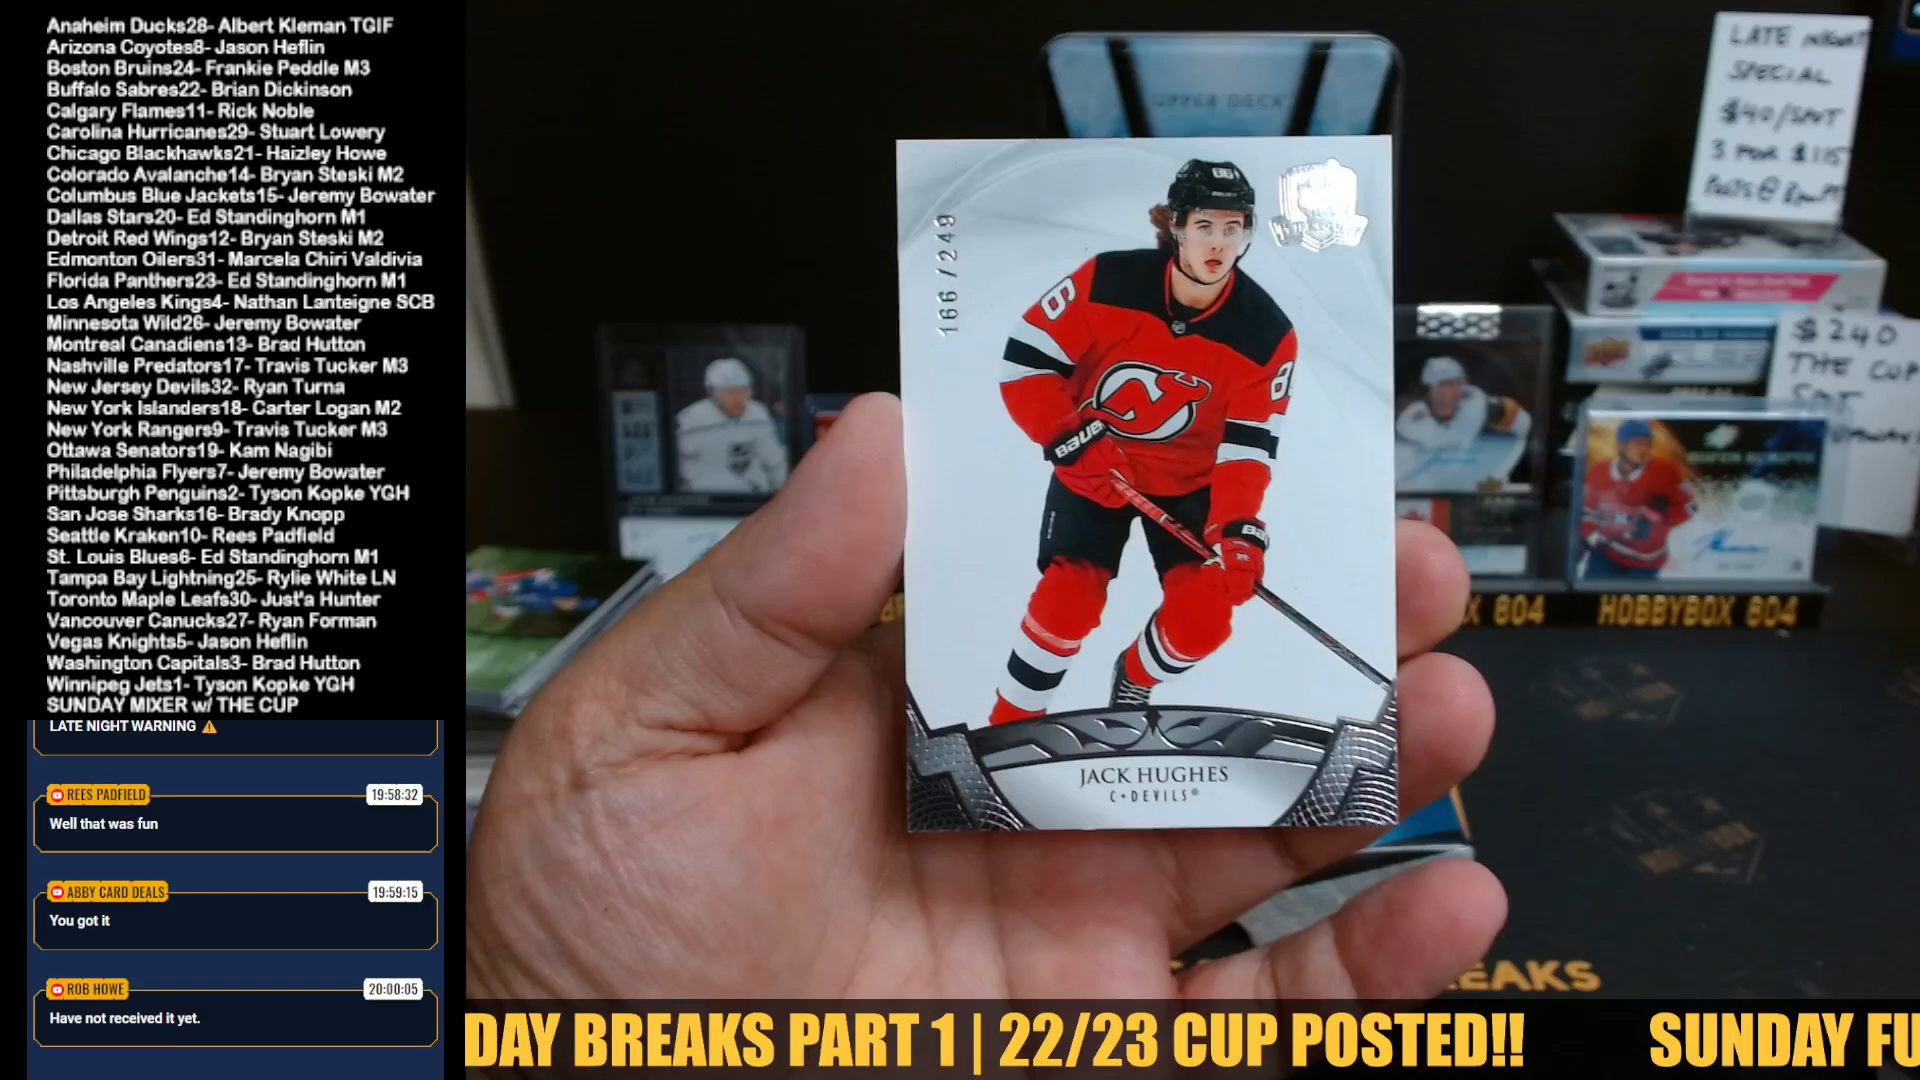 Anaheim Ducks28- Albert Kleman TGIF
Arizona Coyotes8- Jason Heflin
Boston Bruins24- Frankie Peddle M3
Buffalo Sabres22- Brian Dickinson
Calgary Flames11- Rick Noble
Carolina Hurricanes29- Stuart Lowery
Chicago Blackhawks21- Haizley Howe
Colorado Avalanche14- Bryan Steski M2
Columbus Blue Jackets15- Jeremy Bowater
Dallas Stars20- Ed Standinghorn M1
Detroit Red Wings12- Bryan Steski M2
Edmonton Oilers31- Marcela Chiri Valdivia
Florida Panthers23- Ed Standinghorn M1
Los Angeles Kings4- Nathan Lanteigne SCB
Minnesota Wild26- Jeremy Bowater
Montreal Canadiens13- Brad Hutton
Nashville Predators17- Travis Tucker M3
New Jersey Devils32- Ryan Turna
New York Islanders18- Carter Logan M2
New York Rangers9- Travis Tucker M3
Ottawa Senators19- Kam Nagibi
Philadelphia Flyers7- Jeremy Bowater
Pittsburgh Penguins2- Tyson Kopke YGH
San Jose Sharks16- Brady Knopp
Seattle Kraken10- Rees Padfield
St. Louis Blues6- Ed Standinghorn M1
Tampa Bay Lightning25- Rylie White LN
Toronto Maple Leafs30- Just'a Hunter
Vancouver Canucks27- Ryan Forman
Vegas Knights5- Jason Heflin
Washington Capitals3- Brad Hutton
Winnipeg Jets1- Tyson Kopke YGH
SUNDAY MIXER w/ THE CUP
LATE NIGHT WARNING
REES PADFIELD 19:58:32
Well that was fun
ABBY CARD DEALS 19:59:15
You got it
ROB HOWE 20:00:05
Have not received it yet.
UPPER DECK
166/249
86
BAUER
JACK HUGHES
C • DEVILS®
LATE NIGHT
SPECIAL
$40/SPOT
3 FOR $115
$240
THE CUP
SPOT
X 604
HOBBYBOX 604
EAKS
DAY BREAKS PART 1 | 22/23 CUP POSTED!! SUNDAY FU